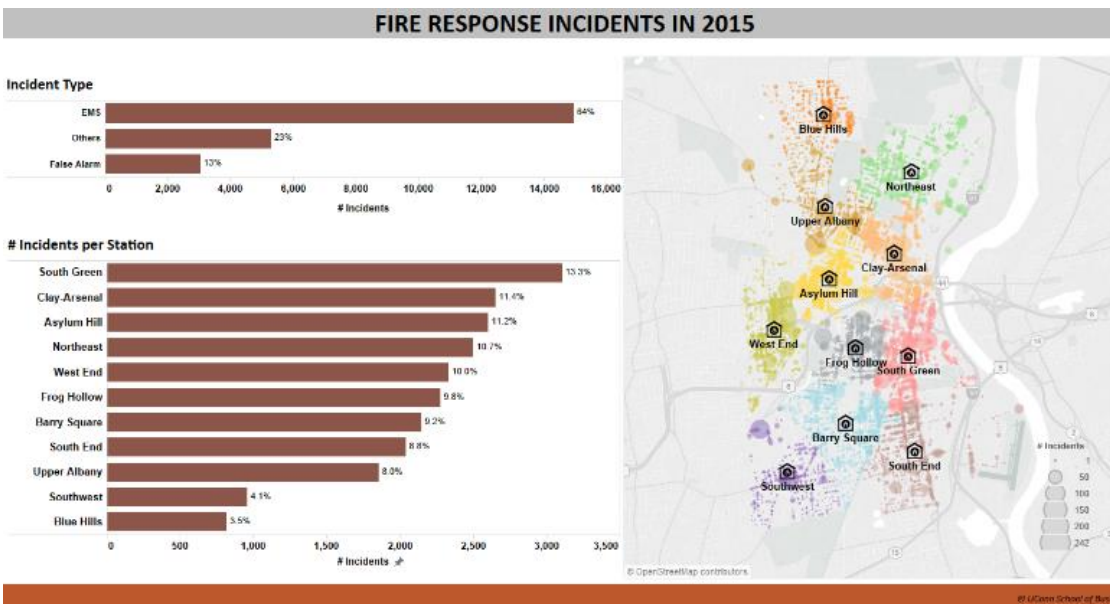 FIRE RESPONSE INCIDENTS IN 2015
Incident Type
EMS 64%
Others 23%
False Alarm 13%
0 2,000 4,000 6,000 8,000 10,000 12,000 14,000 16,000
# Incidents
# Incidents per Station
South Green 13.3%
Clay-Arsenal 11.4%
Asylum Hill 11.2%
Northeast 10.7%
West End 10.0%
Frog Hollow 9.8%
Barry Square 9.2%
South End 8.8%
Upper Albany 8.0%
Southwest 4.1%
Blue Hills 3.5%
0 500 1,000 1,500 2,000 2,500 3,000 3,500
# Incidents
Blue Hills
Northeast
Upper Albany
Clay-Arsenal
Asylum Hill
West End
Frog Hollow
South Green
Barry Square
South End
Southwest
# Incidents
1
50
100
150
200
242
© OpenStreetMap contributors.
© UConn School of Bus